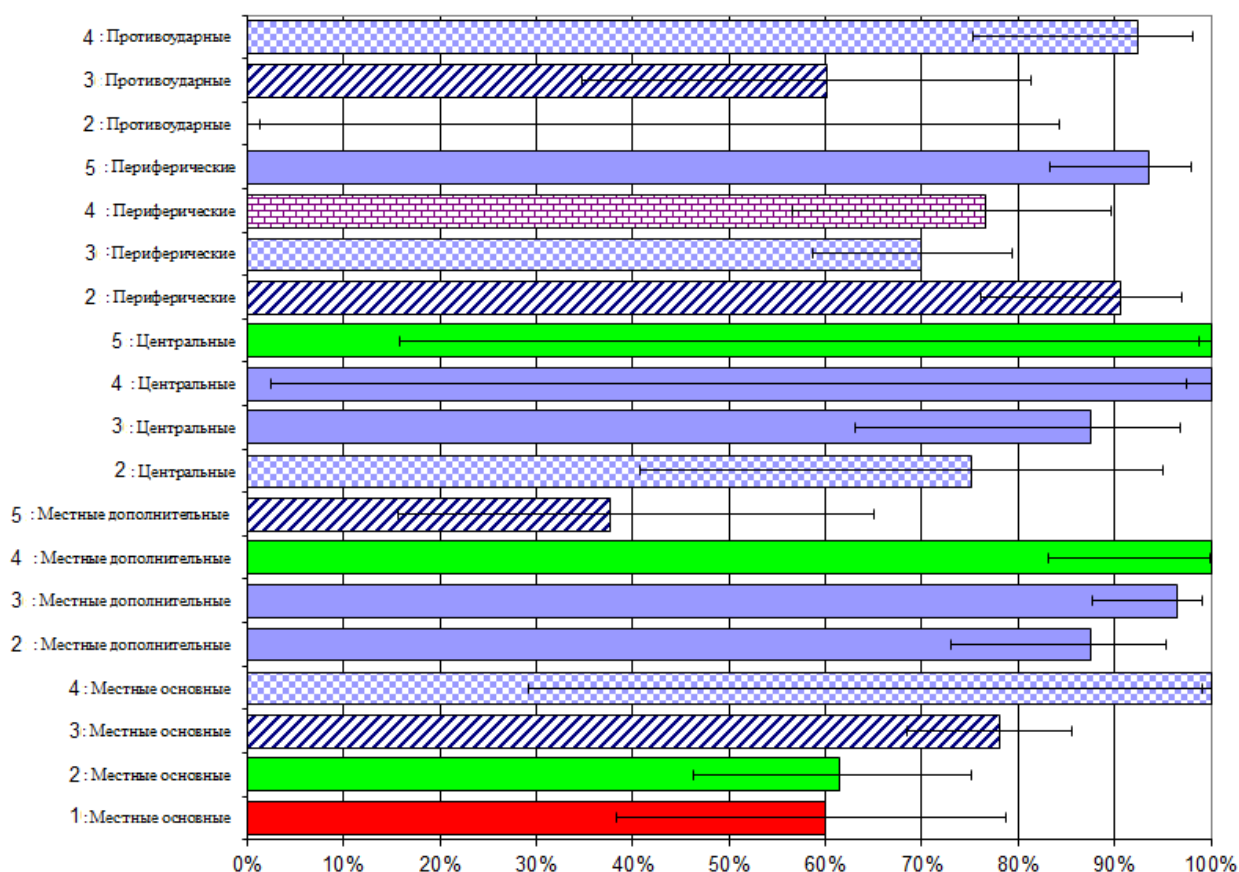 4 : Противоударные
3 : Противоударные
2 : Противоударные
5 : Периферические
4 : Периферические
3 :Периферические
2 : Периферические
5 : Центральные
4 : Центральные
3 : Центральные
2 : Центральные
5 : Местные дополнительные
4 : Местные дополнительные
3 : Местные дополнительные
2 : Местные дополнительные
4 : Местные основные
3: Местные основные
2 : Местные основные
1 :Местные основные
0% 10% 20% 30% 40% 50% 60% 70% 80% 90% 100%